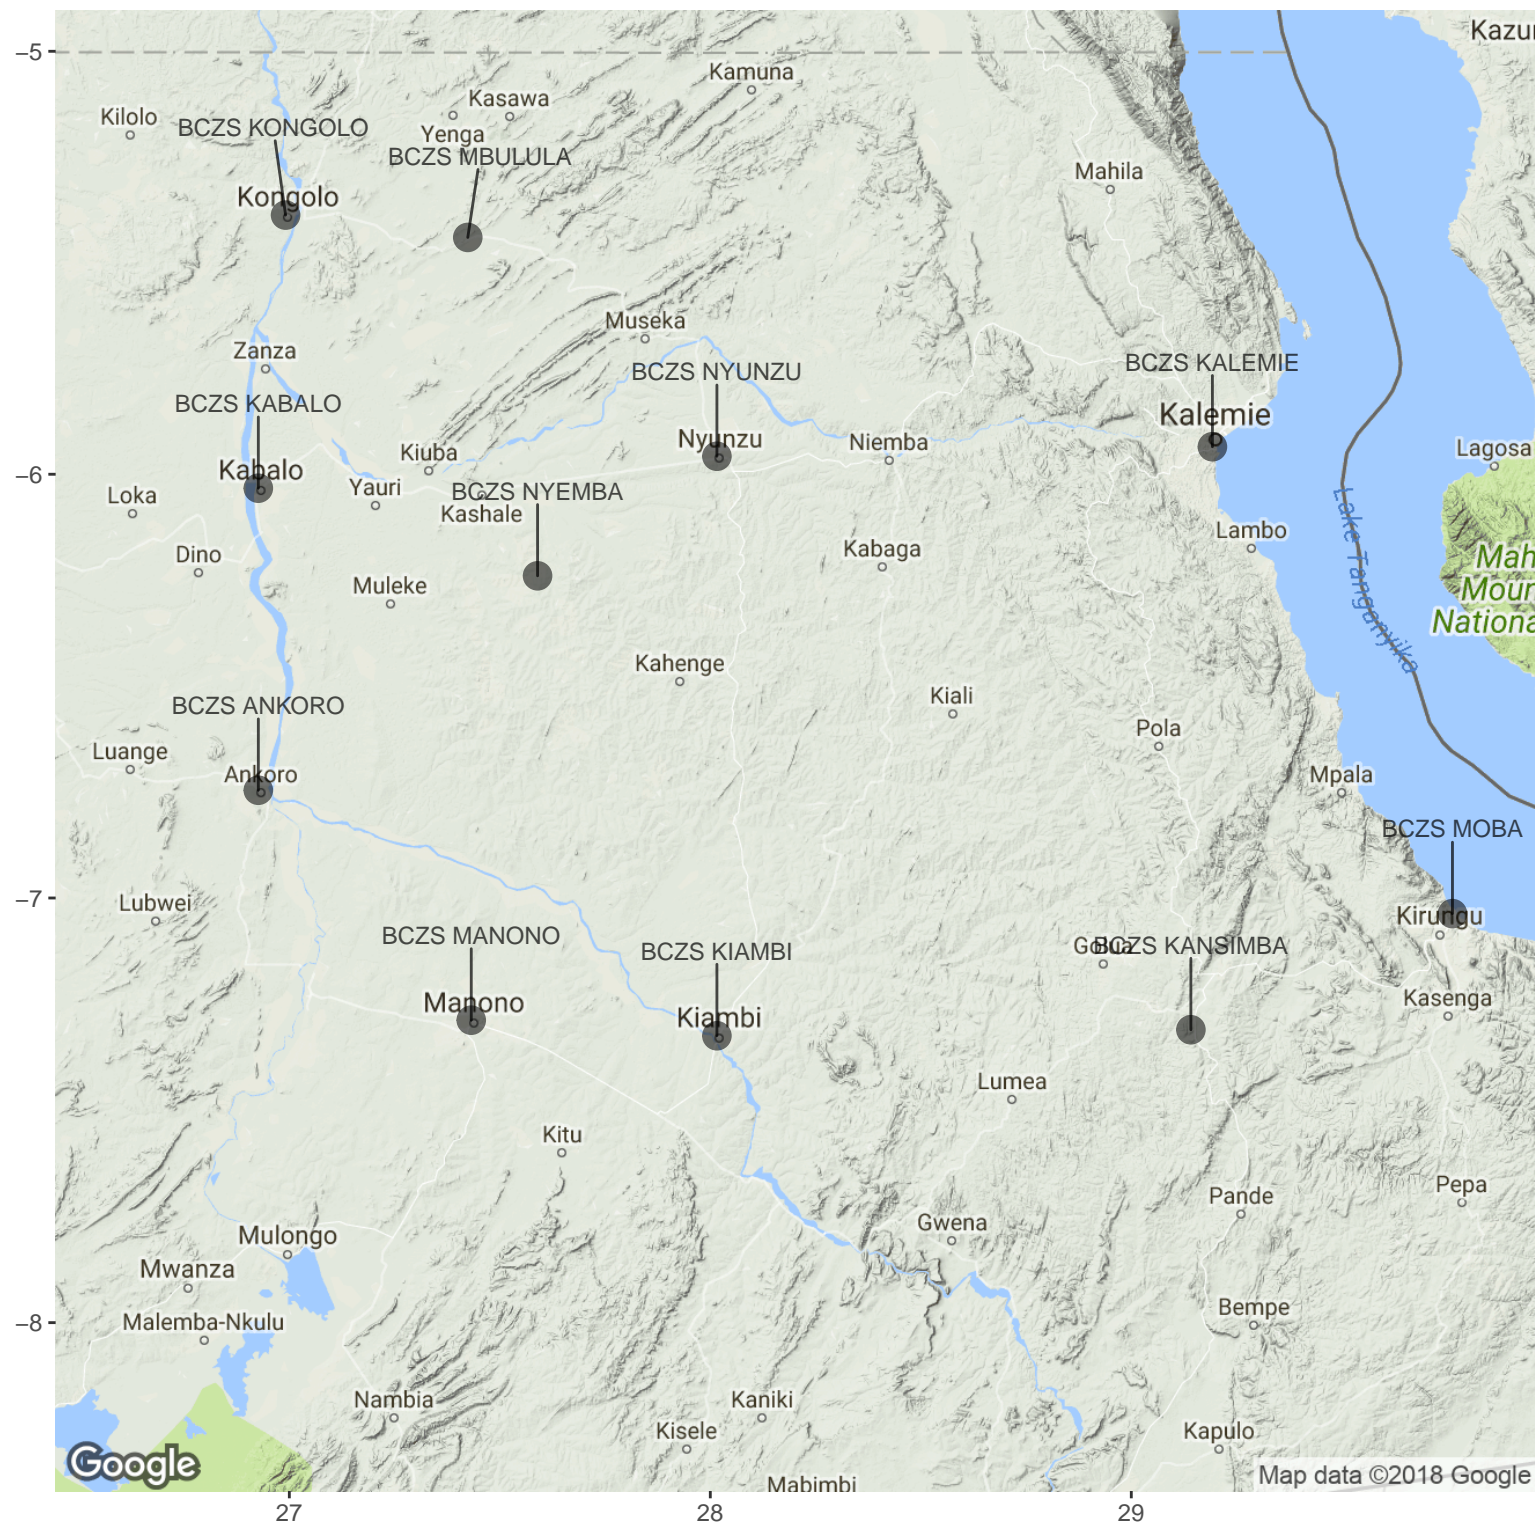 Kazur
–5
Kamuna
Kasawa
Kilolo
BCZS KONGOLO
Yenga
BCZS MBULULA
Mahila
Kongolo
Museka
Zanza
BCZS NYUNZU
BCZS KALEMIE
BCZS KABALO
Kalemie
Nyunzu
Niemba
Kiuba
Lagosa
–6
Kabalo
Yauri
BCZS NYEMBA
Loka
Kashale
Lambo
Dino
Kabaga
Mah
Muleke
Moun
Nationa
Lake Tanganyika
Kahenge
Kiali
BCZS ANKORO
Pola
Luange
Ankoro
Mpala
BCZS MOBA
–7
Lubwei
Kirungu
BCZS MANONO
BCZS KIAMBI
BCZS KANSIMBA
Manono
Kasenga
Kiambi
Lumea
Kitu
Pande
Pepa
Gwena
Mulongo
Mwanza
Bempe
–8
Malemba-Nkulu
Nambia
Kaniki
Kisele
Kapulo
Google
Map data ©2018 Google
Mabimbi
27
28
29